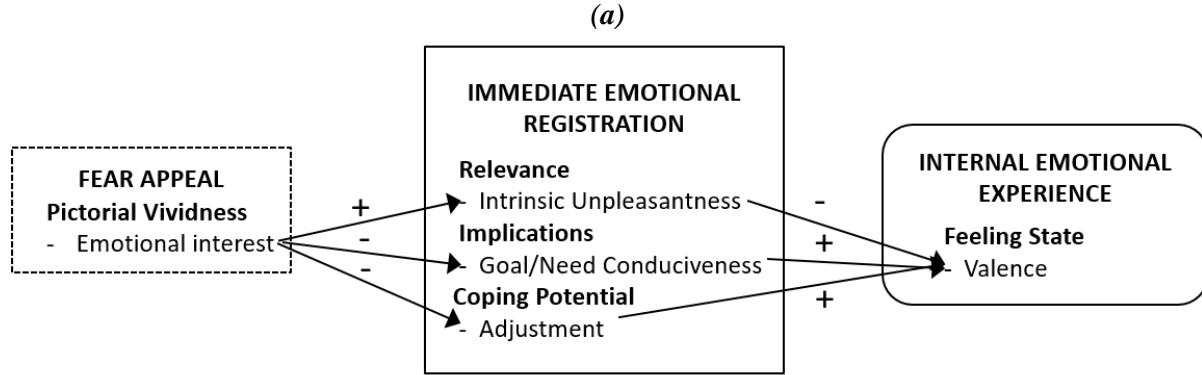 (a)
FEAR APPEAL
Pictorial Vividness
- Emotional interest
+
-
-
IMMEDIATE EMOTIONAL
REGISTRATION
Relevance
- Intrinsic Unpleasantness
Implications
- Goal/Need Conduciveness
Coping Potential
- Adjustment
-
+
+
INTERNAL EMOTIONAL
EXPERIENCE
Feeling State
- Valence